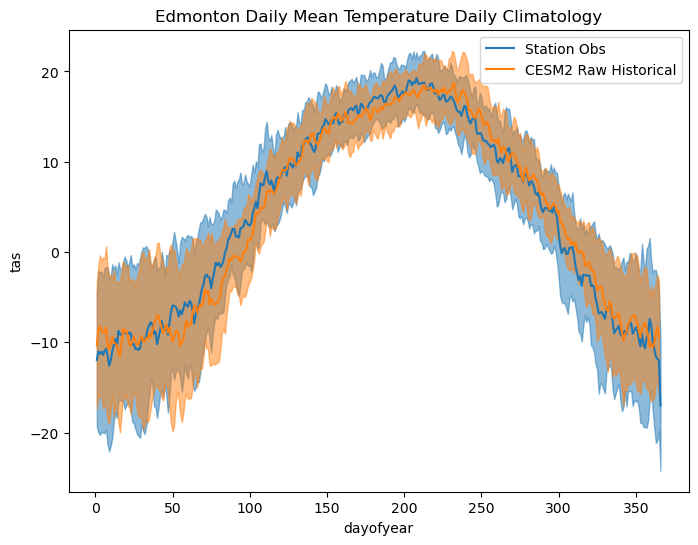 Edmonton Daily Mean Temperature Daily Climatology
Station Obs
CESM2 Raw Historical
20
10
0
−10
−20
tas
0 50 100 150 200 250 300 350
dayofyear